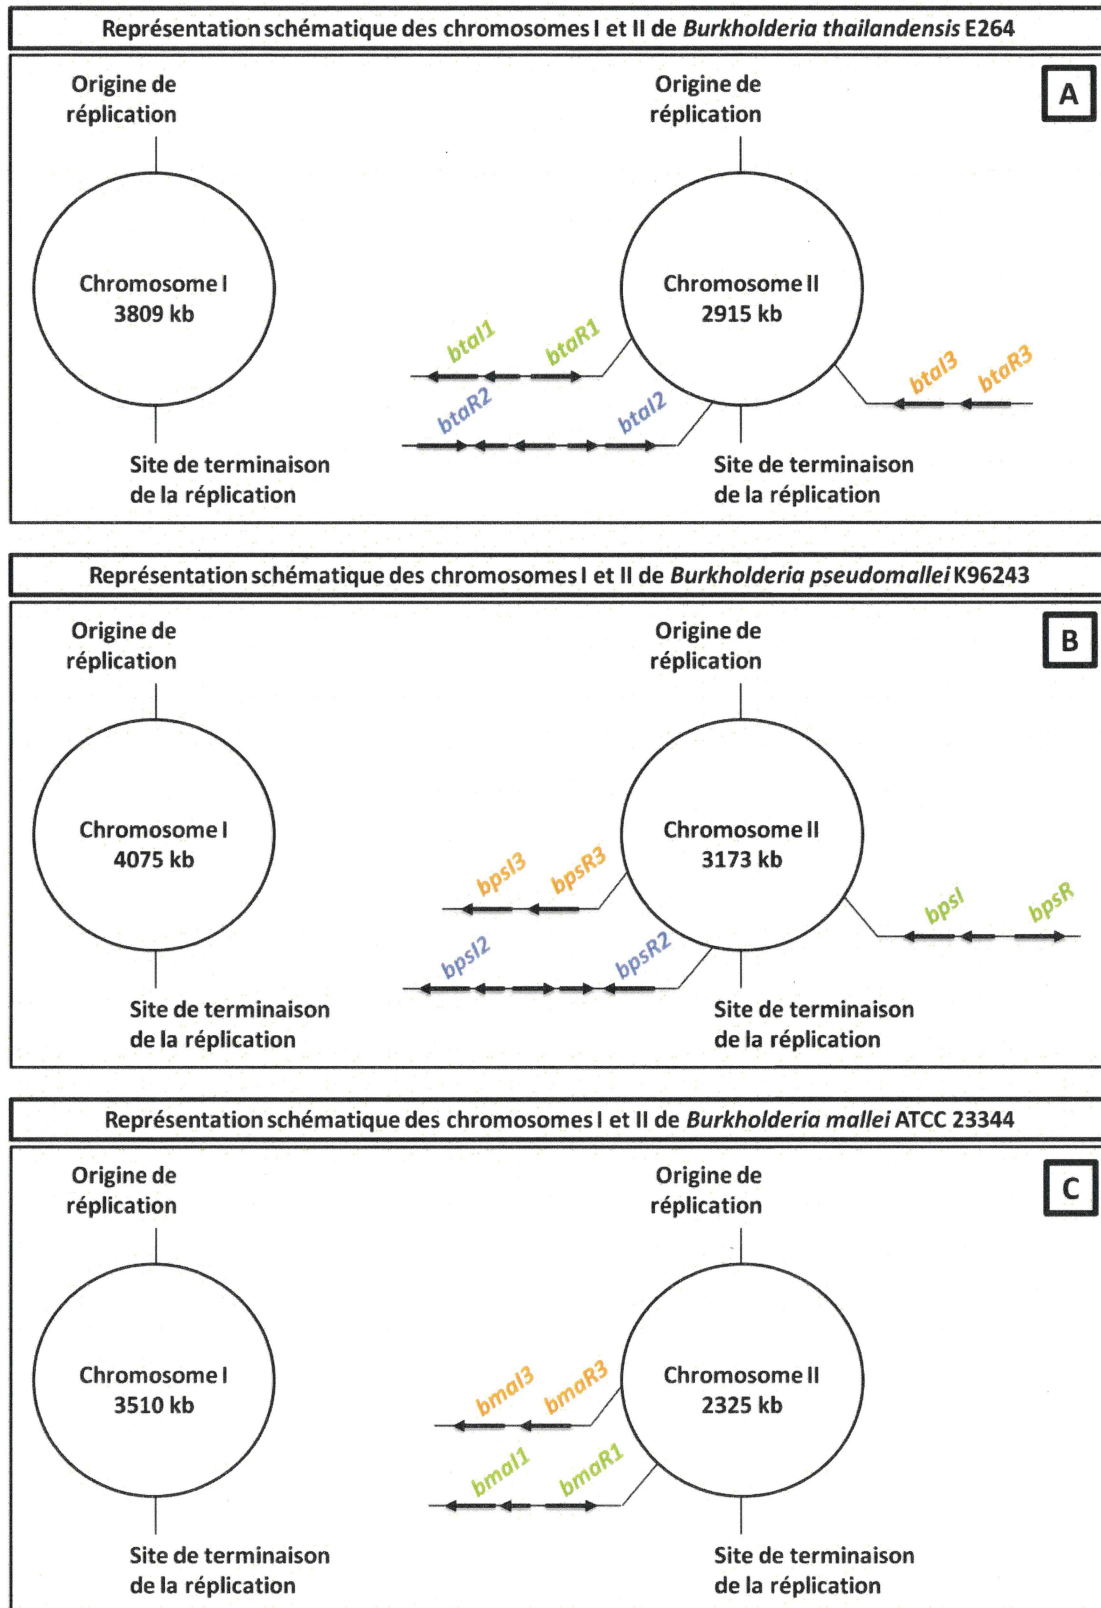 Représentation schématique des chromosomes I et II de Burkholderia thailandensis E264
A
Origine de
réplication
Origine de
réplication
Chromosome I
3809 kb
Chromosome II
2915 kb
btaI1
btaR1
btaR2
btaI2
btaI3
btaR3
Site de terminaison
de la réplication
Site de terminaison
de la réplication
Représentation schématique des chromosomes I et II de Burkholderia pseudomallei K96243
B
Origine de
réplication
Origine de
réplication
Chromosome I
4075 kb
Chromosome II
3173 kb
bpsI3
bpsR3
bpsI2
bpsR2
bpsI
bpsR
Site de terminaison
de la réplication
Site de terminaison
de la réplication
Représentation schématique des chromosomes I et II de Burkholderia mallei ATCC 23344
C
Origine de
réplication
Origine de
réplication
Chromosome I
3510 kb
Chromosome II
2325 kb
bmaI3
bmaR3
bmaI1
bmaR1
Site de terminaison
de la réplication
Site de terminaison
de la réplication